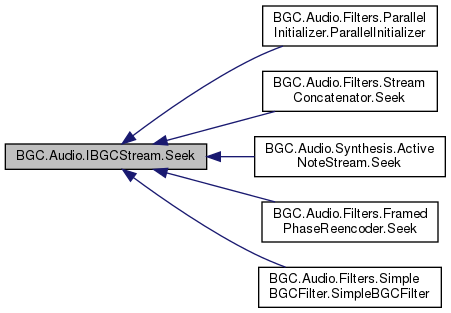 BGC.Audio.Filters.Parallel
Initializer.ParallelInitializer
BGC.Audio.Filters.Stream
Concatenator.Seek
BGC.Audio.IBGCStream.Seek
BGC.Audio.Synthesis.Active
NoteStream.Seek
BGC.Audio.Filters.Framed
PhaseReencoder.Seek
BGC.Audio.Filters.Simple
BGCFilter.SimpleBGCFilter